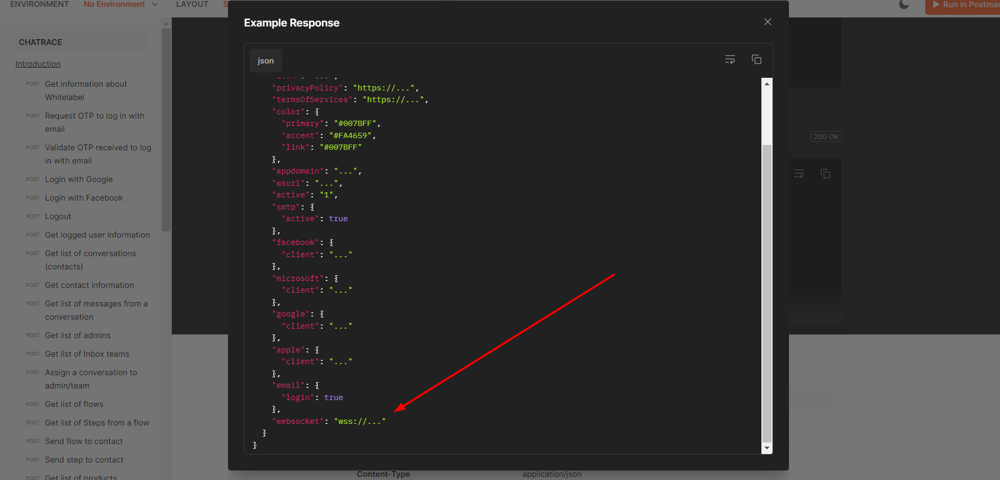 ENVIRONMENT No Environment LAYOUT
Run in Postman
CHATRACE
Introduction
POST Get information about
Whitelabel
POST Request OTP to log in with
email
POST Validate OTP received to log
in with email
POST Login with Google
POST Login with Facebook
POST Logout
POST Get logged user information
POST Get list of conversations
(contacts)
POST Get contact information
POST Get list of messages from a
conversation
POST Get list of admins
POST Get list of Inbox teams
POST Assign a conversation to
admin/team
POST Get list of flows
POST Get list of Steps from a flow
POST Send flow to contact
POST Send step to contact
POST Get list of products
Example Response
json
"privacyPolicy": "https://...",
"termsOfServices": "https://...",
"color": {
"primary": "#007BFF",
"accent": "#FA4659",
"link": "#007BFF"
},
"appdomain": "...",
"wsurl": "...",
"active": "1",
"smtp": {
"active": true
},
"facebook": {
"client": "..."
},
"microsoft": {
"client": "..."
},
"google": {
"client": "..."
},
"apple": {
"client": "..."
},
"email": {
"login": true
},
"websocket": "wss://..."
}
}
200 OK
Content-Type application/json